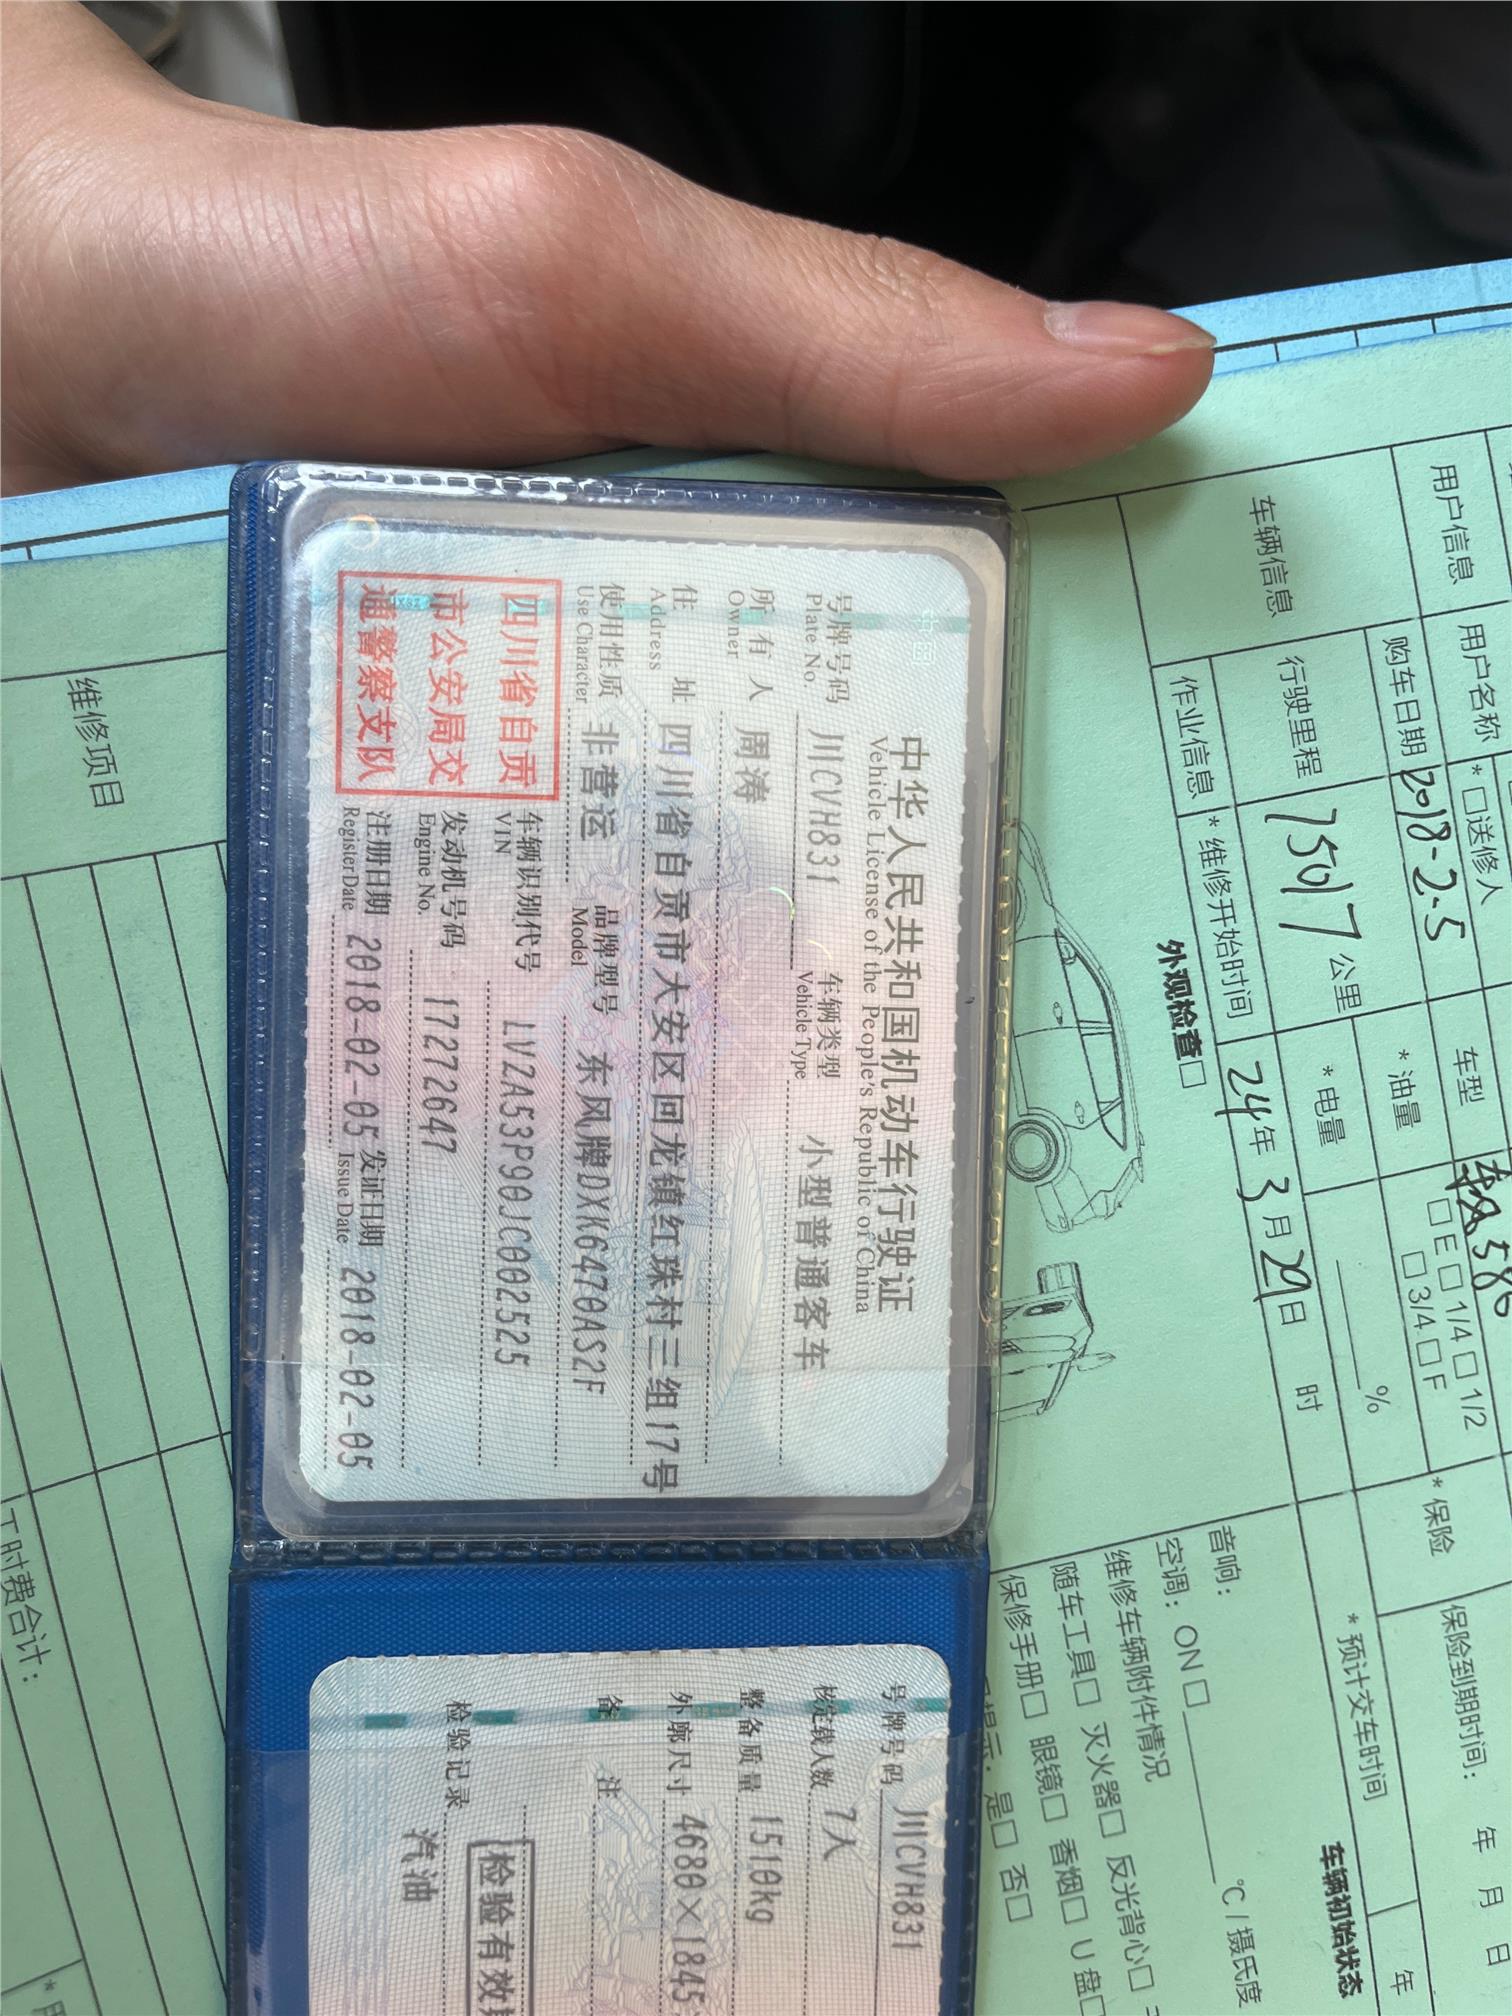 中华人民共和国机动车行驶证
Vehicle License of the People's Republic of China
号牌号码 川CVH831 车辆类型 小型普通客车
Plate No. Vehicle Type
所有人 周涛
Owner
住址 四川省自贡市大安区回龙镇红珠村三组17号
Address
使用性质 非营运 品牌型号 东风牌DXK6470AS2F
Use Character Model
四川省自贡
市公安局交
通警察支队
车辆识别代号 LVZA53P90JC002525
VIN
发动机号码 17272647
Engine No.
注册日期 2018-02-05 发证日期 2018-02-05
Register Date Issue Date
号牌号码 川CVH831
核定载人数 7人
整备质量 1510kg
外廓尺寸 4680×1845
备注
检验有效期
检验记录
汽油
用户信息 用户名称 *□送修人 车型 580 *保险 保险到期时间: 年 月 日
购车日期 2018-2-5 *油量 □E□1/4□1/2
□3/4□F
车辆信息 行驶里程 75017公里 *电量 % *预计交车时间 年
作业信息 *维修开始时间 24年3月29日 时
外观检查□ 车辆初始状态
音响:
空调: ON□ ℃/摄氏度
维修车辆附件情况
随车工具□ 灭火器□ 反光背心□
保修手册□ 眼镜□ 香烟□ U盘□
提示: 是□ 否□
维修项目
工时费合计: